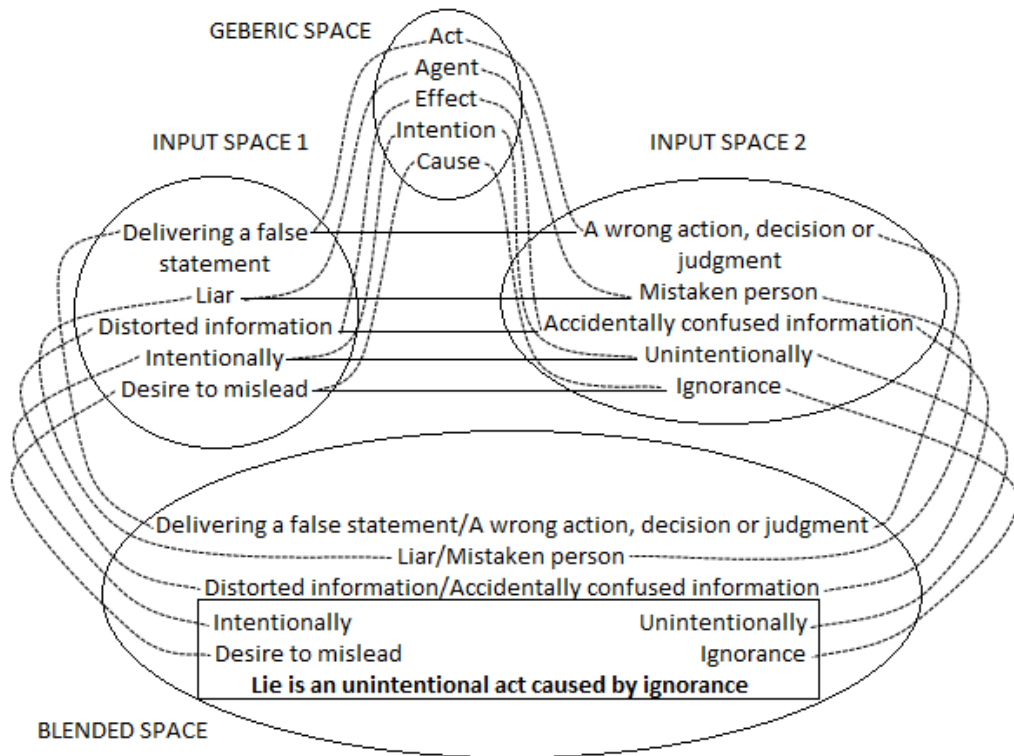 GEBERIC SPACE
Act
Agent
Effect
Intention
Cause
INPUT SPACE 1
Delivering a false
statement
Liar
Distorted information
Intentionally
Desire to mislead
INPUT SPACE 2
A wrong action, decision or
judgment
Mistaken person
Accidentally confused information
Unintentionally
Ignorance
Delivering a false statement/A wrong action, decision or judgment
Liar/Mistaken person
Distorted information/Accidentally confused information
Intentionally Unintentionally
Desire to mislead Ignorance
Lie is an unintentional act caused by ignorance
BLENDED SPACE